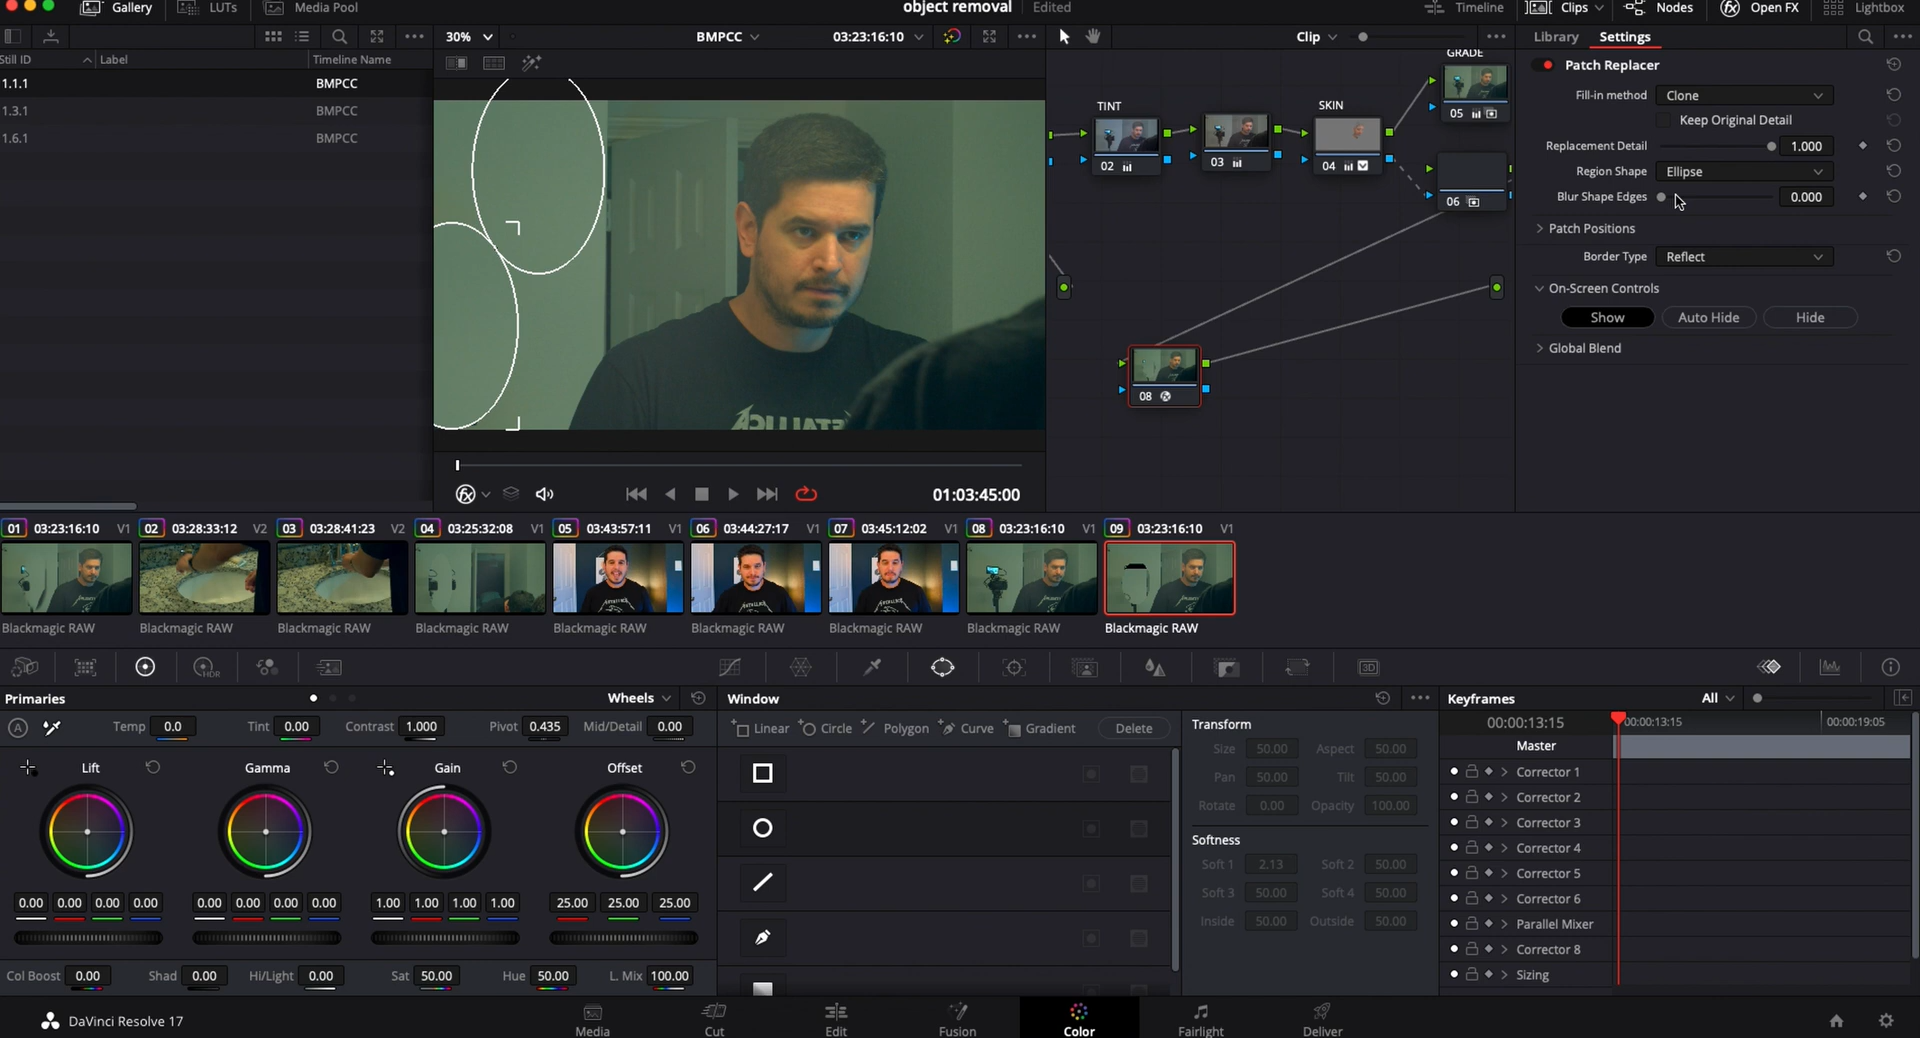 Gallery LUTs Media Pool object removal Edited Timeline Clips Nodes Open FX Lightbox
30% BMPCC 03:23:16:10 Clip Library Settings
Still ID Label Timeline Name
1.1.1 BMPCC
1.3.1 BMPCC
1.6.1 BMPCC
GRADE
TINT
SKIN
02
03
04
05
06
08
Patch Replacer
Fill-in method Clone
Keep Original Detail
Replacement Detail 1.000
Region Shape Ellipse
Blur Shape Edges 0.000
Patch Positions
Border Type Reflect
On-Screen Controls
Show Auto Hide Hide
Global Blend
01:03:45:00
01 03:23:16:10 V1 02 03:28:33:12 V2 03 03:28:41:23 V2 04 03:25:32:08 V1 05 03:43:57:11 V1 06 03:44:27:17 V1 07 03:45:12:02 V1 08 03:23:16:10 V1 09 03:23:16:10 V1
Blackmagic RAW Blackmagic RAW Blackmagic RAW Blackmagic RAW Blackmagic RAW Blackmagic RAW Blackmagic RAW Blackmagic RAW Blackmagic RAW
HDR 3D
Primaries Wheels
A Temp 0.0 Tint 0.00 Contrast 1.000 Pivot 0.435 Mid/Detail 0.00
Lift Gamma Gain Offset
0.00 0.00 0.00 0.00 0.00 0.00 0.00 0.00 1.00 1.00 1.00 1.00 25.00 25.00 25.00
Col Boost 0.00 Shad 0.00 Hi/Light 0.00 Sat 50.00 Hue 50.00 L. Mix 100.00
Window
Linear Circle Polygon Curve Gradient Delete
Transform
Size 50.00 Aspect 50.00
Pan 50.00 Tilt 50.00
Rotate 0.00 Opacity 100.00
Softness
Soft 1 2.13 Soft 2 50.00
Soft 3 50.00 Soft 4 50.00
Inside 50.00 Outside 50.00
Keyframes All
00:00:13:15 00:00:13:15 00:00:19:05
Master
Corrector 1
Corrector 2
Corrector 3
Corrector 4
Corrector 5
Corrector 6
Parallel Mixer
Corrector 8
Sizing
DaVinci Resolve 17 Media Cut Edit Fusion Color Fairlight Deliver